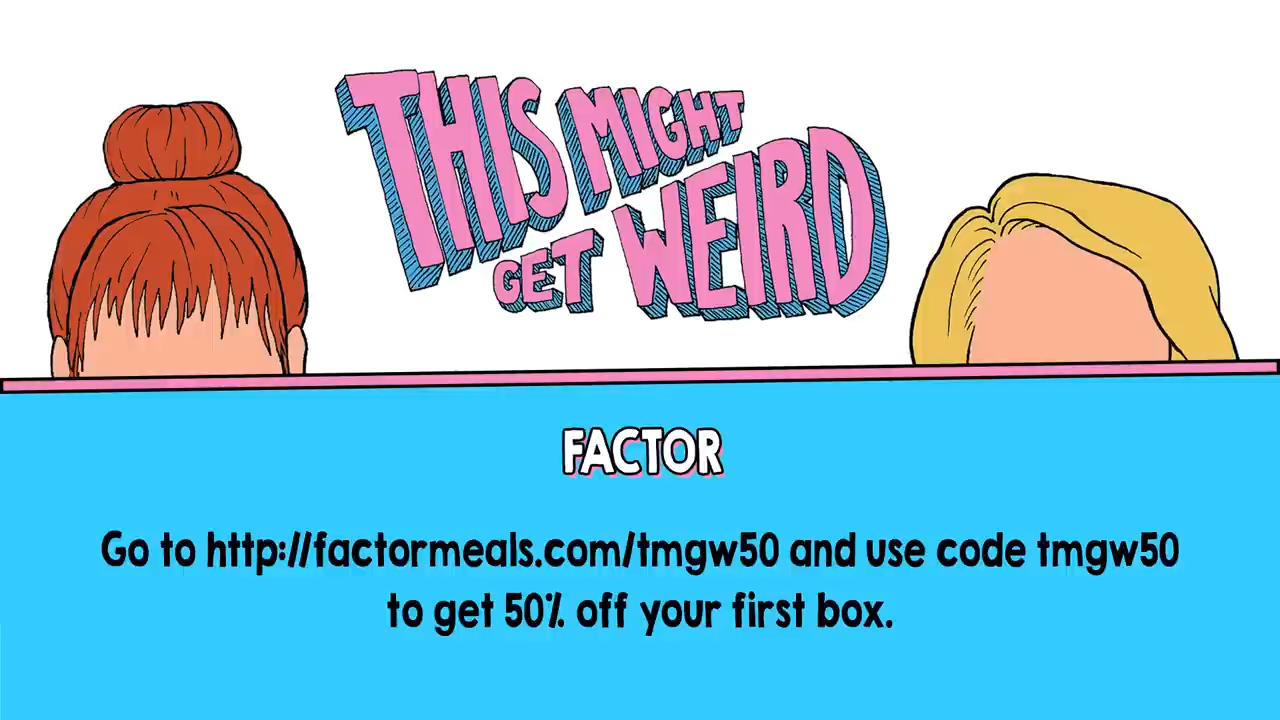 THIS MIGHT
GET WEIRD
FACTOR
Go to http://factormeals.com/tmgw50 and use code tmgw50
to get 50% off your first box.